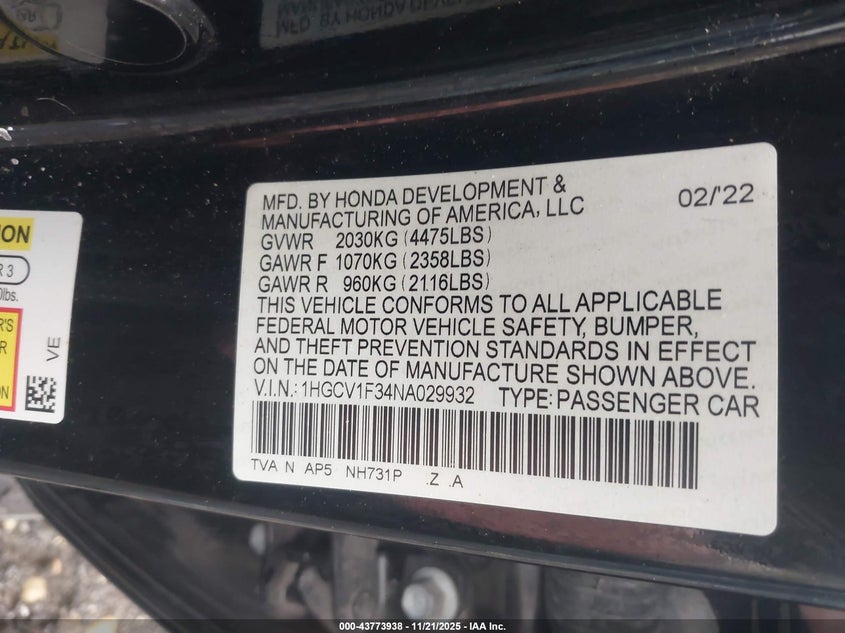 MFD. BY HONDA DEVELOPMENT &
MANUFACTURING OF AMERICA, LLC
02/'22
GVWR 2030KG (4475LBS)
GAWR F 1070KG (2358LBS)
GAWR R 960KG (2116LBS)
THIS VEHICLE CONFORMS TO ALL APPLICABLE
FEDERAL MOTOR VEHICLE SAFETY, BUMPER,
AND THEFT PREVENTION STANDARDS IN EFFECT
ON THE DATE OF MANUFACTURE SHOWN ABOVE.
V.I.N.: 1HGCV1F34NA029932 TYPE: PASSENGER CAR
TVA N AP5 NH731P .Z .A
VE
000-43773938 - 11/21/2025 - IAA Inc.